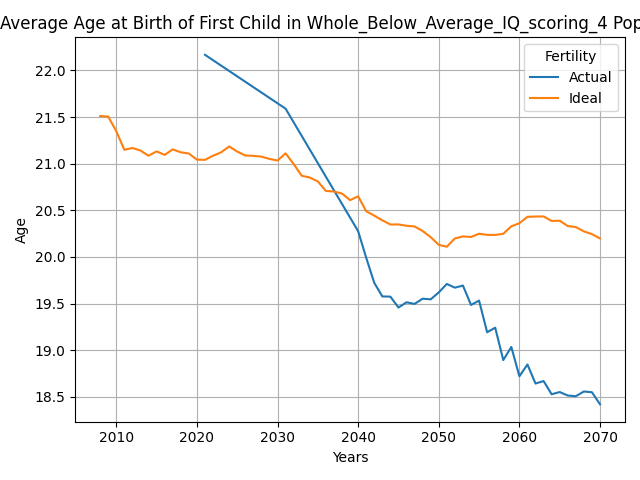 Average Age at Birth of First Child in Whole_Below_Average_IQ_scoring_4 Pop
Fertility
Actual
Ideal
22.0
21.5
21.0
20.5
20.0
19.5
19.0
18.5
Age
2010 2020 2030 2040 2050 2060 2070
Years